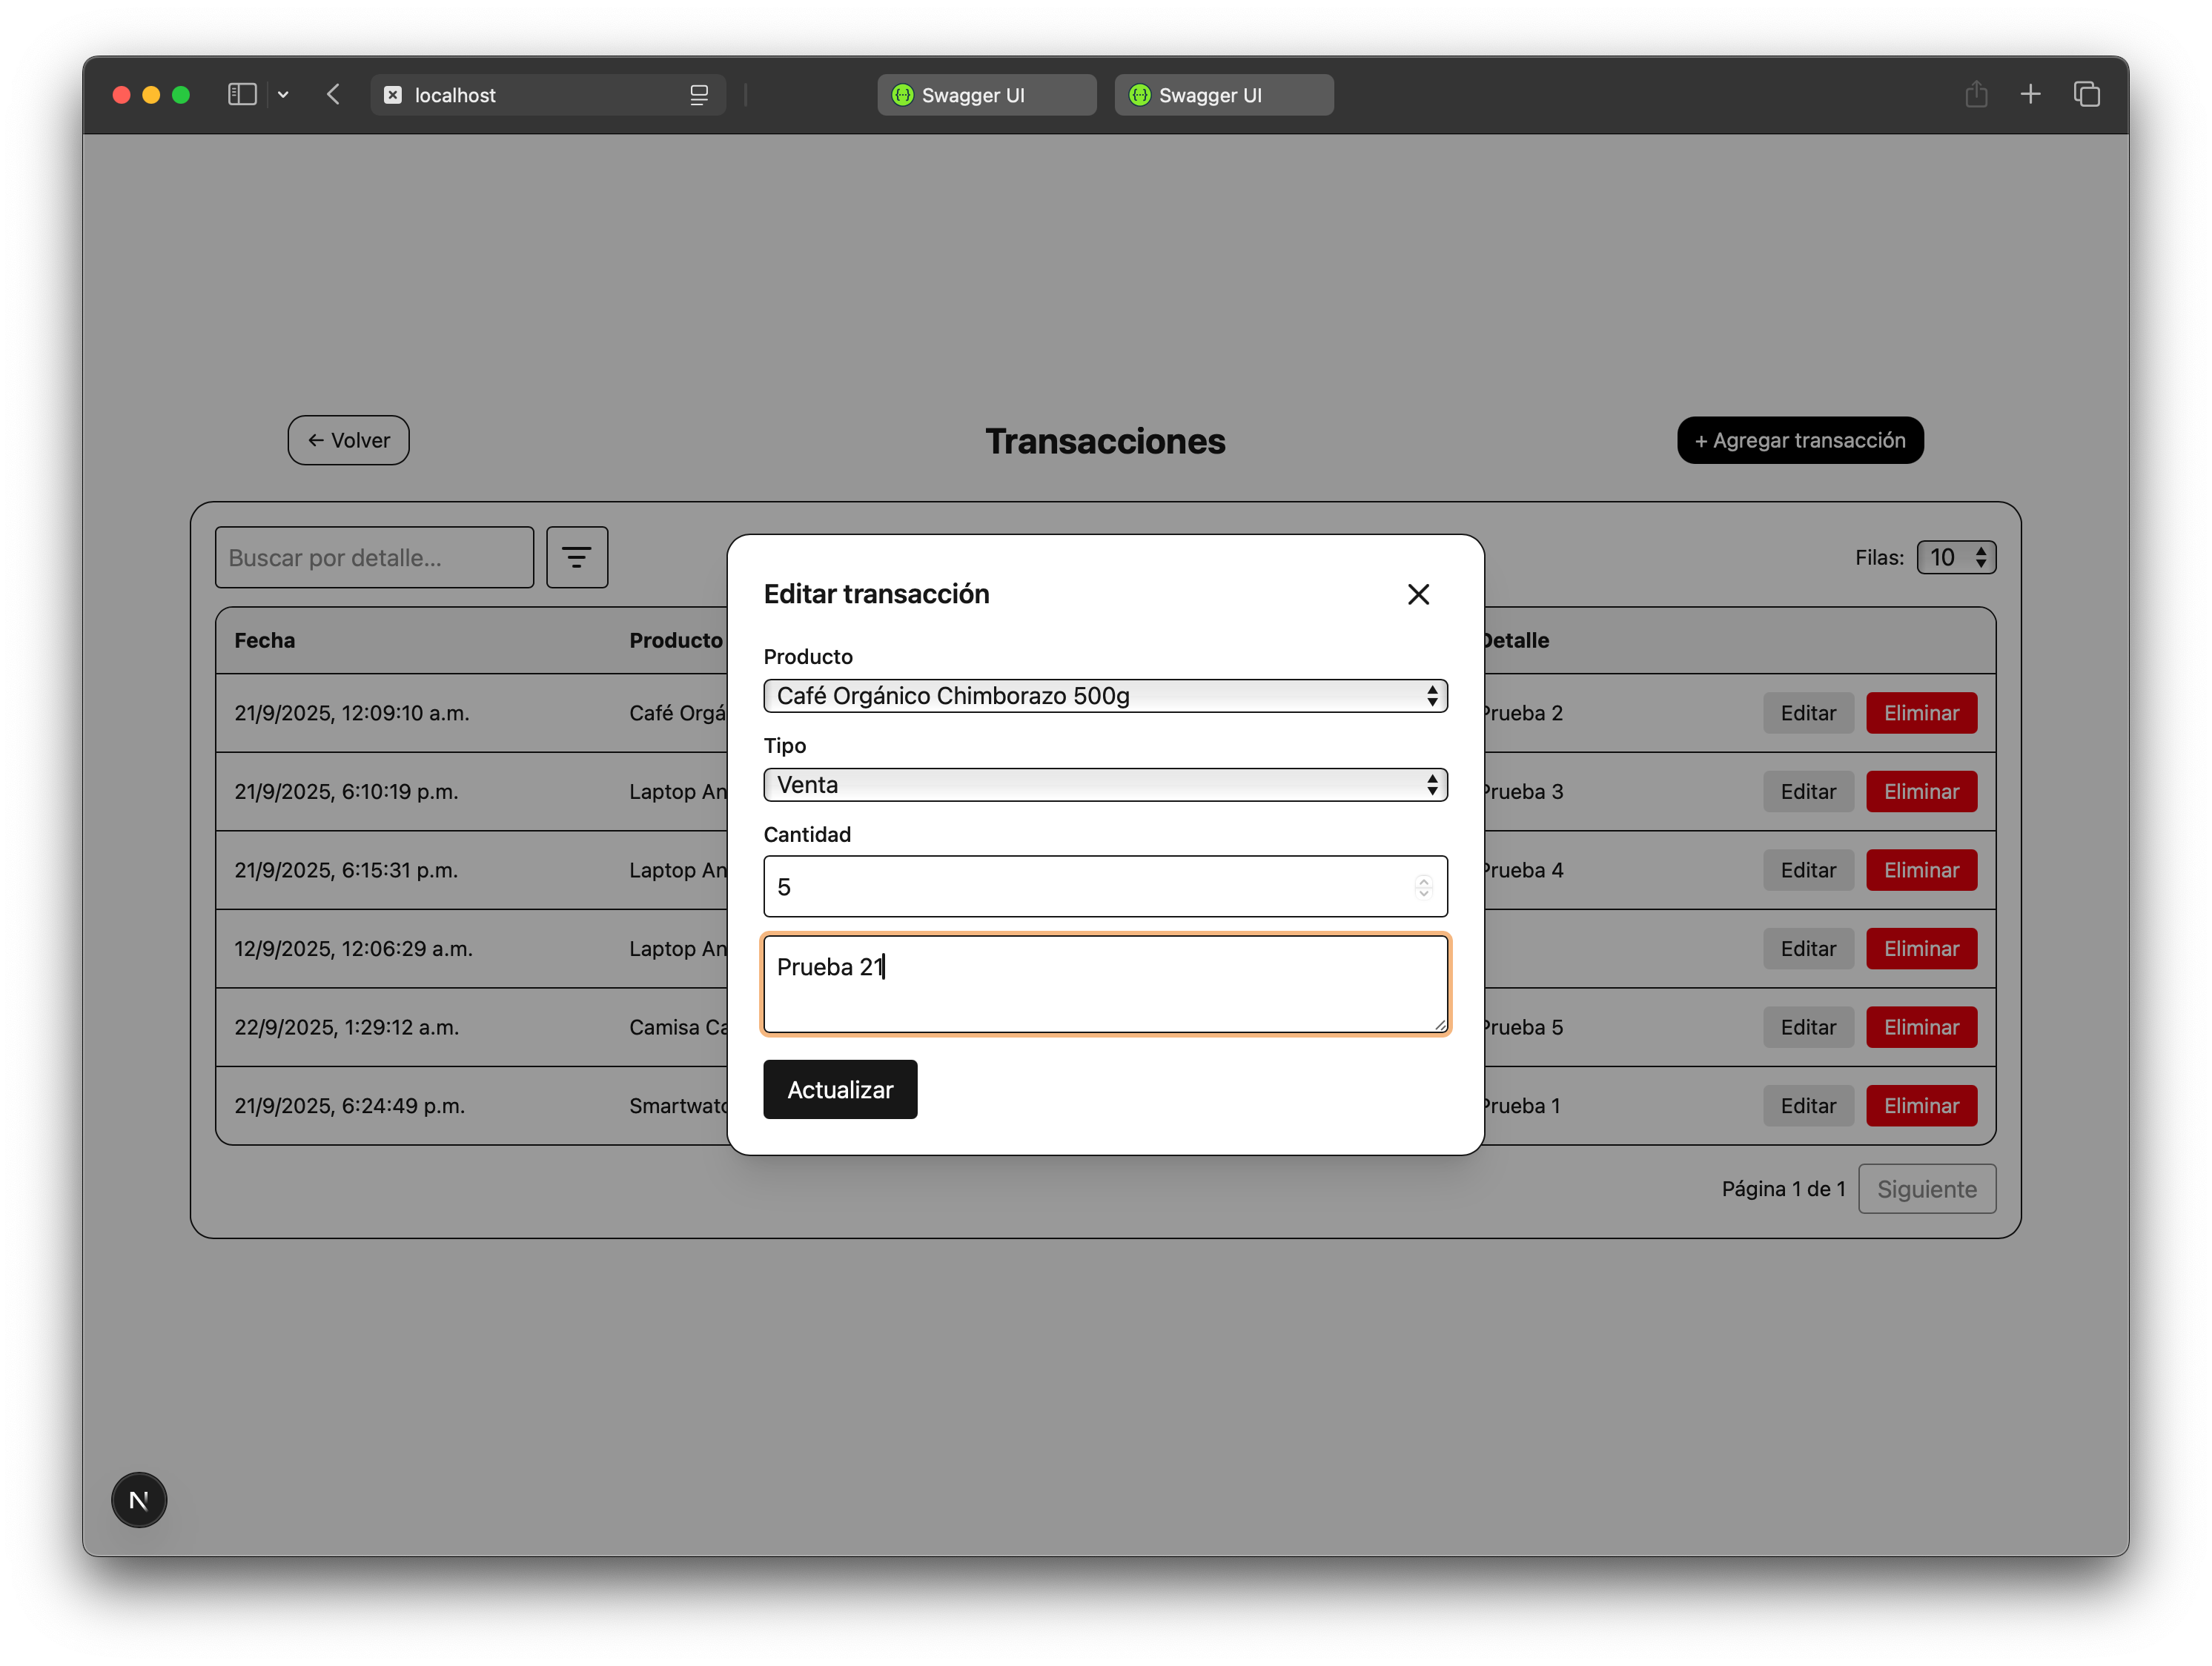 localhost
Swagger UI
Swagger UI
← Volver
Transacciones
+ Agregar transacción
Buscar por detalle...
Filas: 10
Editar transacción
Producto
Café Orgánico Chimborazo 500g
Tipo
Venta
Cantidad
5
Prueba 21
Actualizar
Fecha Producto Detalle
21/9/2025, 12:09:10 a.m. Café Orgá Prueba 2 Editar Eliminar
21/9/2025, 6:10:19 p.m. Laptop An Prueba 3 Editar Eliminar
21/9/2025, 6:15:31 p.m. Laptop An Prueba 4 Editar Eliminar
12/9/2025, 12:06:29 a.m. Laptop An Editar Eliminar
22/9/2025, 1:29:12 a.m. Camisa Ca Prueba 5 Editar Eliminar
21/9/2025, 6:24:49 p.m. Smartwatc Prueba 1 Editar Eliminar
Página 1 de 1 Siguiente
N